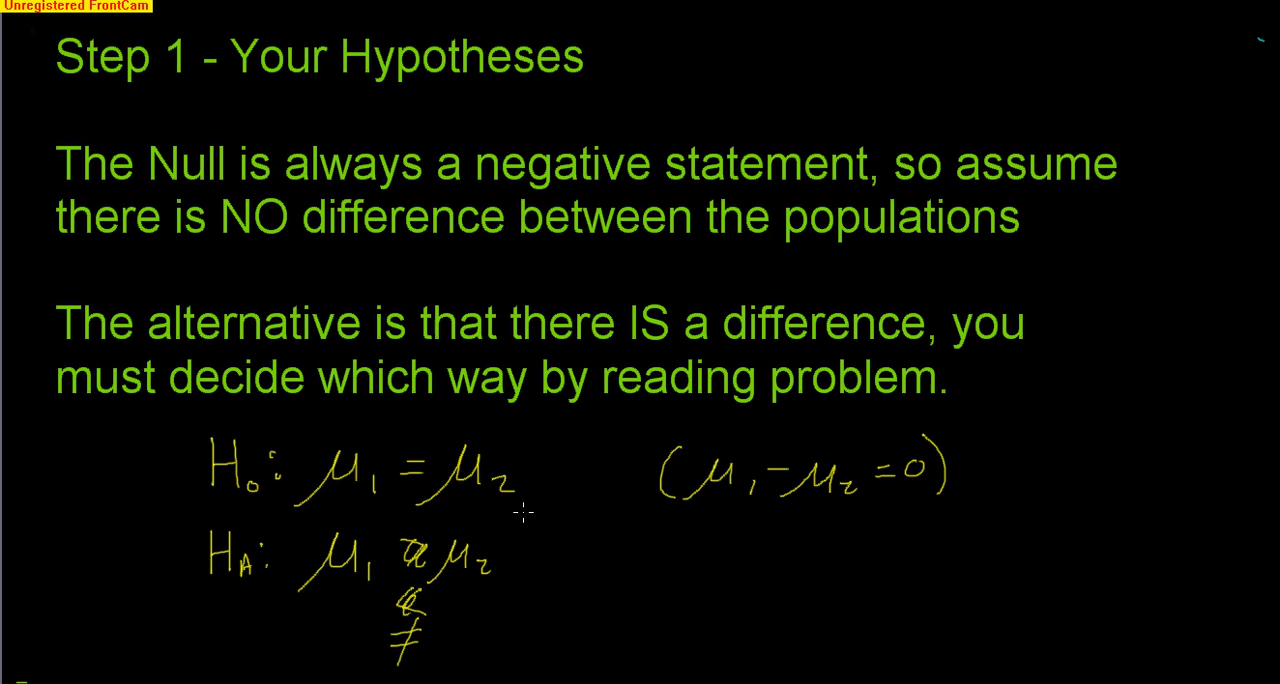 Unregistered FrontCam
Step 1 - Your Hypotheses
The Null is always a negative statement, so assume
there is NO difference between the populations
The alternative is that there IS a difference, you
must decide which way by reading problem.
H₀: μ₁ = μ₂ (μ₁ - μ₂ = 0)
H_A: μ₁ μ₂
≠